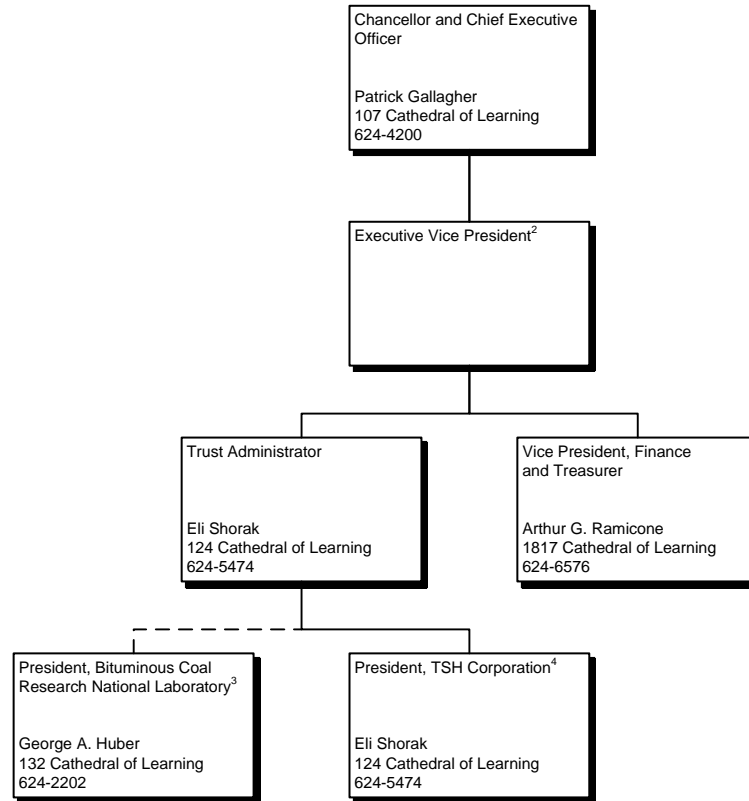 Chancellor and Chief Executive
Officer
Patrick Gallagher
107 Cathedral of Learning
624-4200
Executive Vice President²
Trust Administrator
Eli Shorak
124 Cathedral of Learning
624-5474
Vice President, Finance
and Treasurer
Arthur G. Ramicone
1817 Cathedral of Learning
624-6576
President, Bituminous Coal
Research National Laboratory³
George A. Huber
132 Cathedral of Learning
624-2202
President, TSH Corporation⁴
Eli Shorak
124 Cathedral of Learning
624-5474